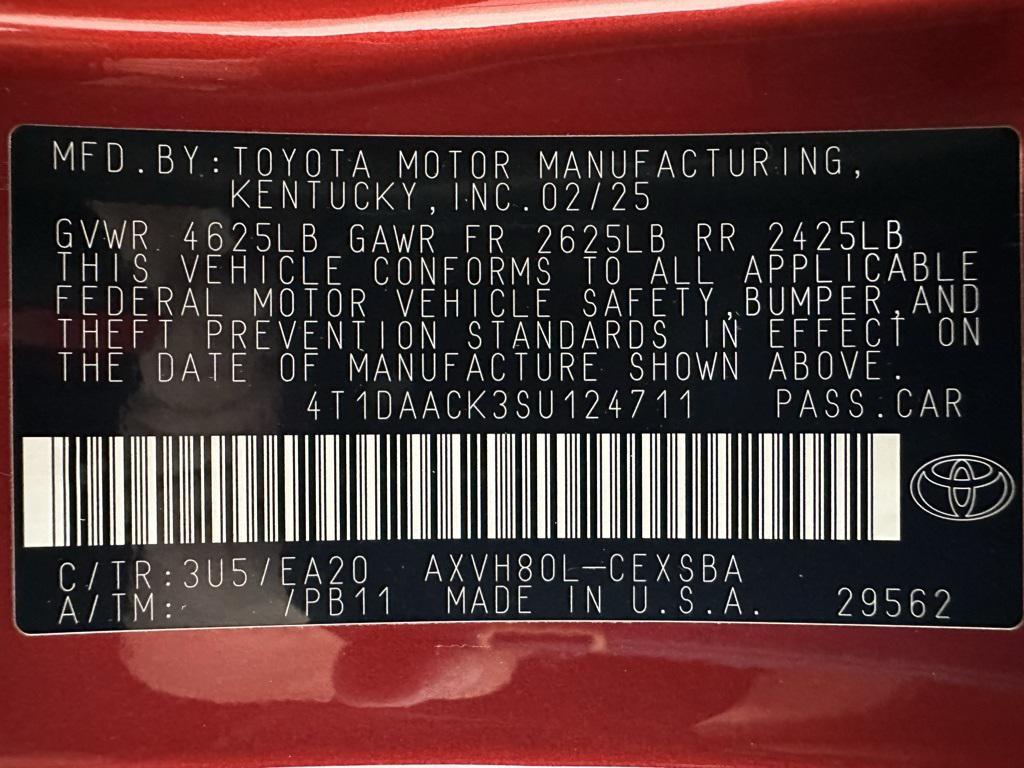 MFD.BY:TOYOTA MOTOR MANUFACTURING,
KENTUCKY,INC.02/25
GVWR 4625LB GAWR FR 2625LB RR 2425LB
THIS VEHICLE CONFORMS TO ALL APPLICABLE
FEDERAL MOTOR VEHICLE SAFETY,BUMPER,AND
THEFT PREVENTION STANDARDS IN EFFECT ON
THE DATE OF MANUFACTURE SHOWN ABOVE.
4T1DAACK3SU124711 PASS.CAR
C/TR:3U5/EA20 AXVH80L-CEXSBA
A/TM:- /PB11 MADE IN U.S.A. 29562